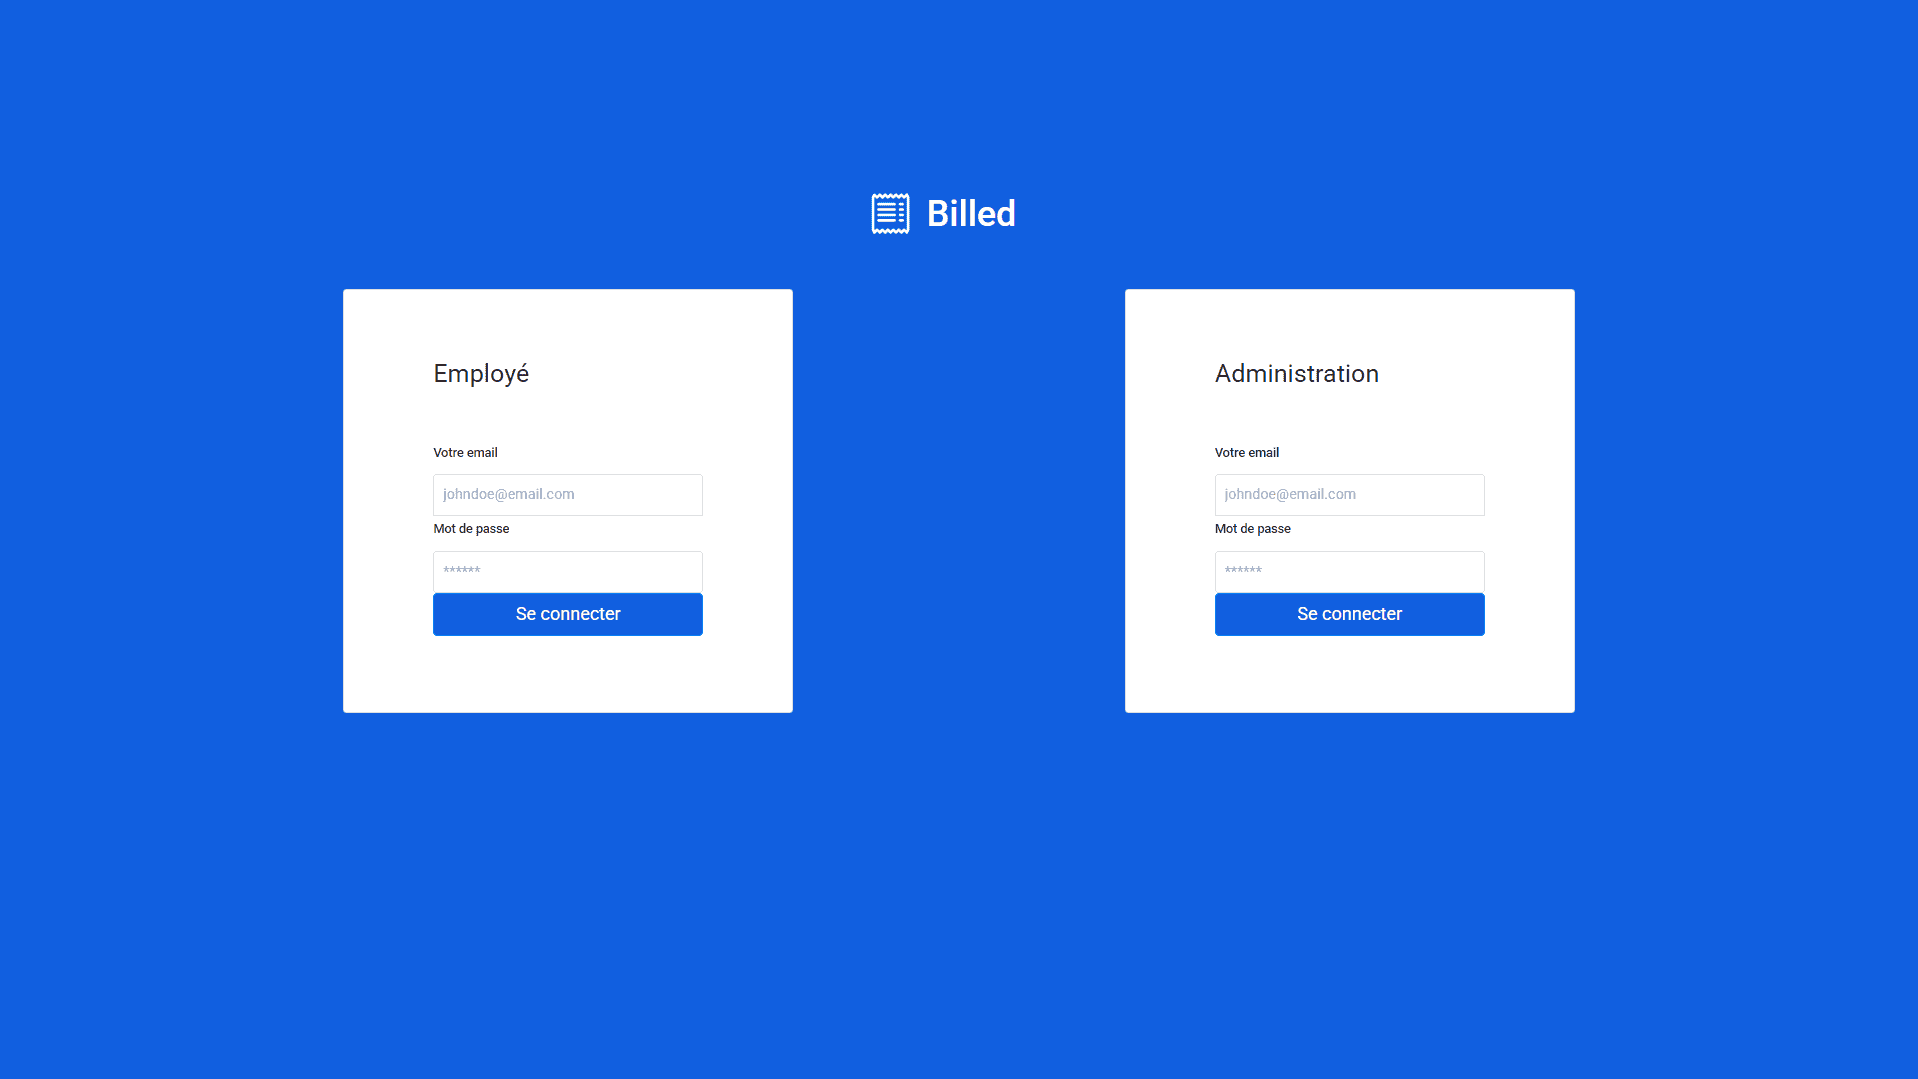 Billed
Employé
Votre email
johndoe@email.com
Mot de passe
******
Se connecter
Administration
Votre email
johndoe@email.com
Mot de passe
******
Se connecter